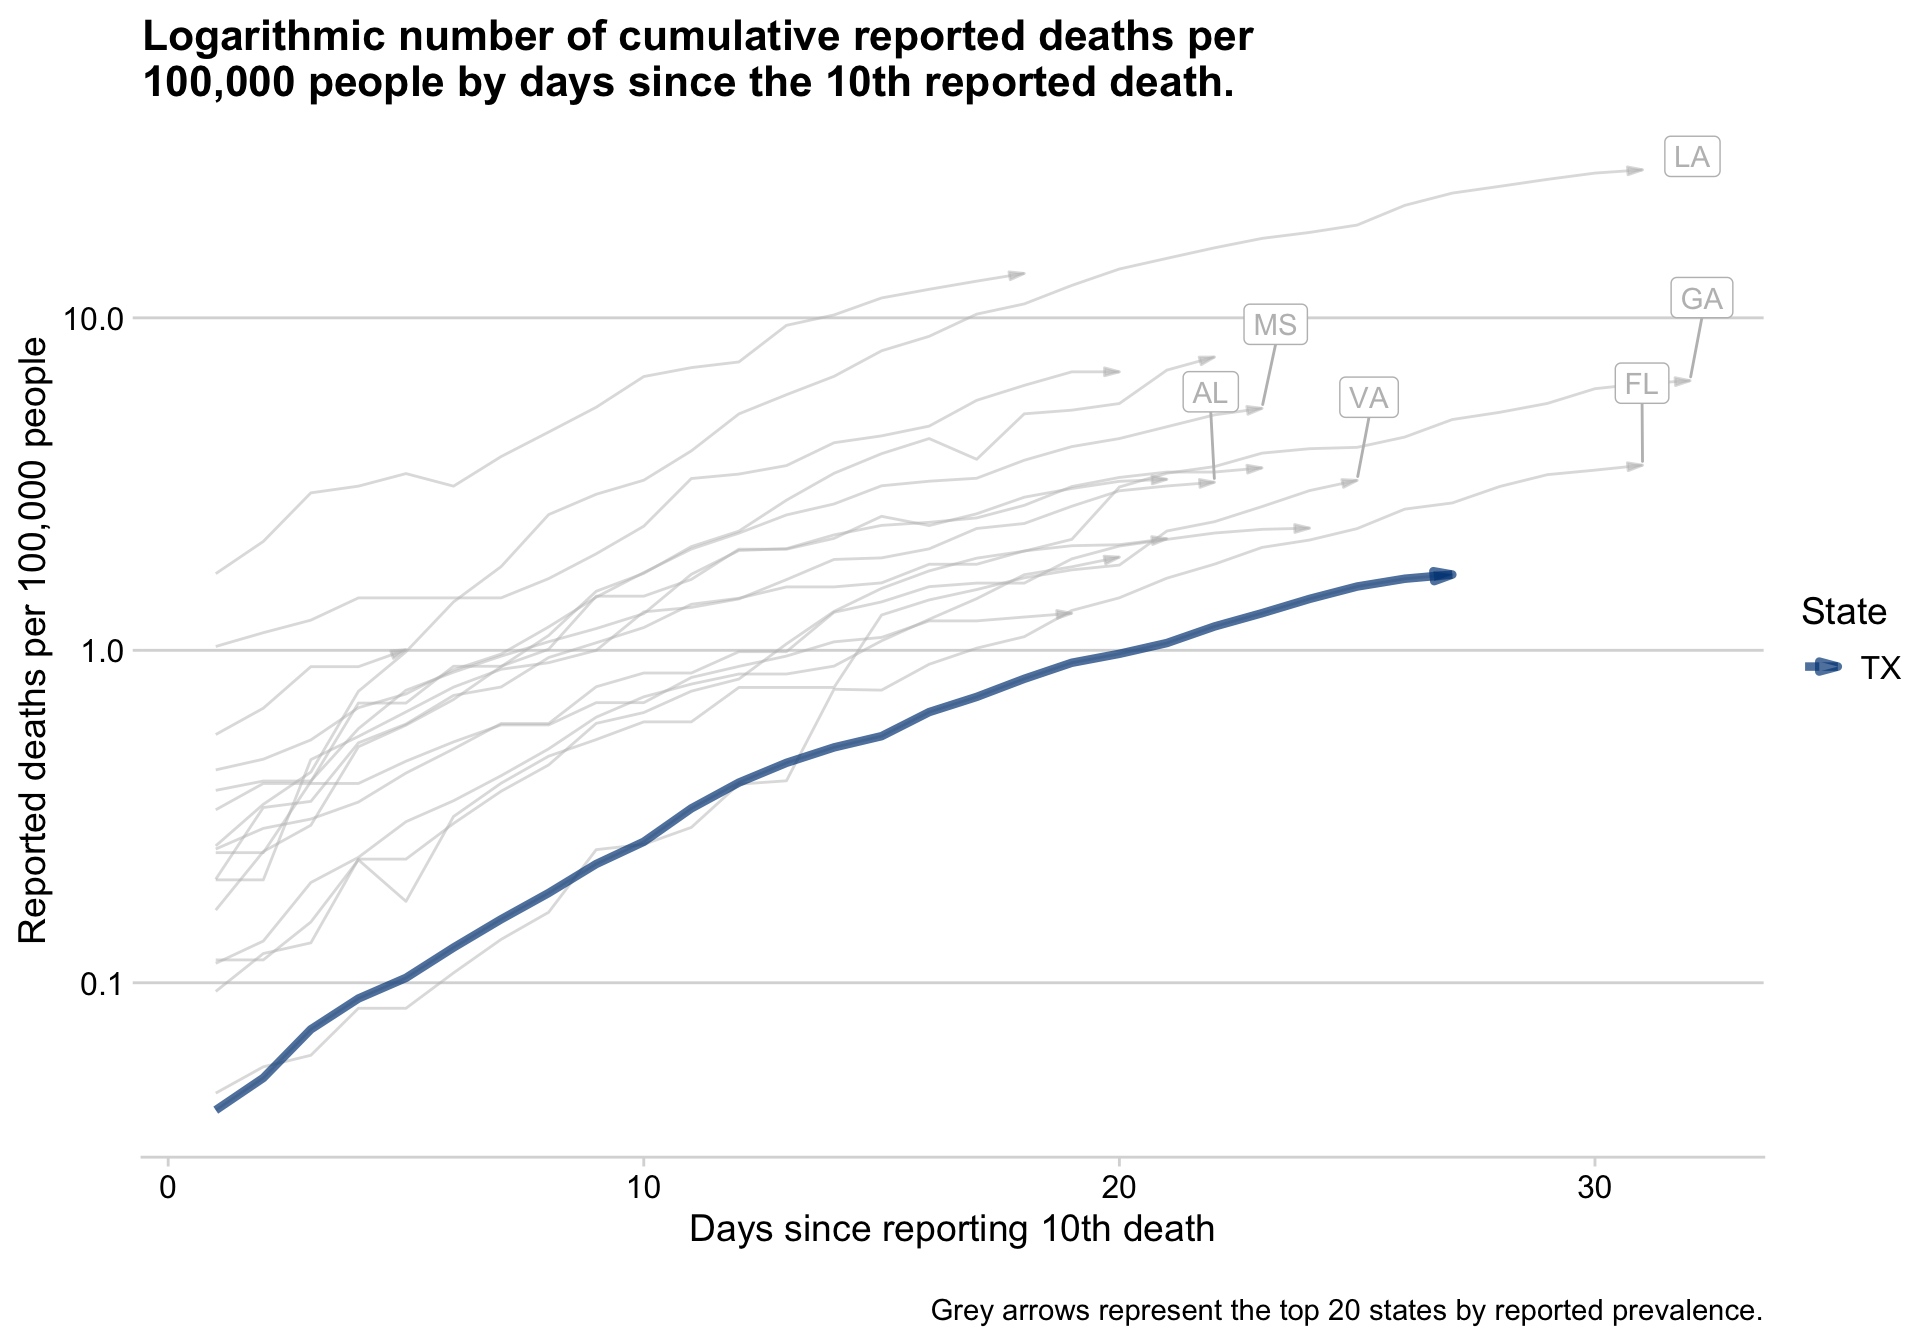 Logarithmic number of cumulative reported deaths per
100,000 people by days since the 10th reported death.
LA
GA
10.0
MS
FL
AL
VA
Reported deaths per 100,000 people
State
1.0
TX
0.1
0 10 20 30
Days since reporting 10th death
Grey arrows represent the top 20 states by reported prevalence.